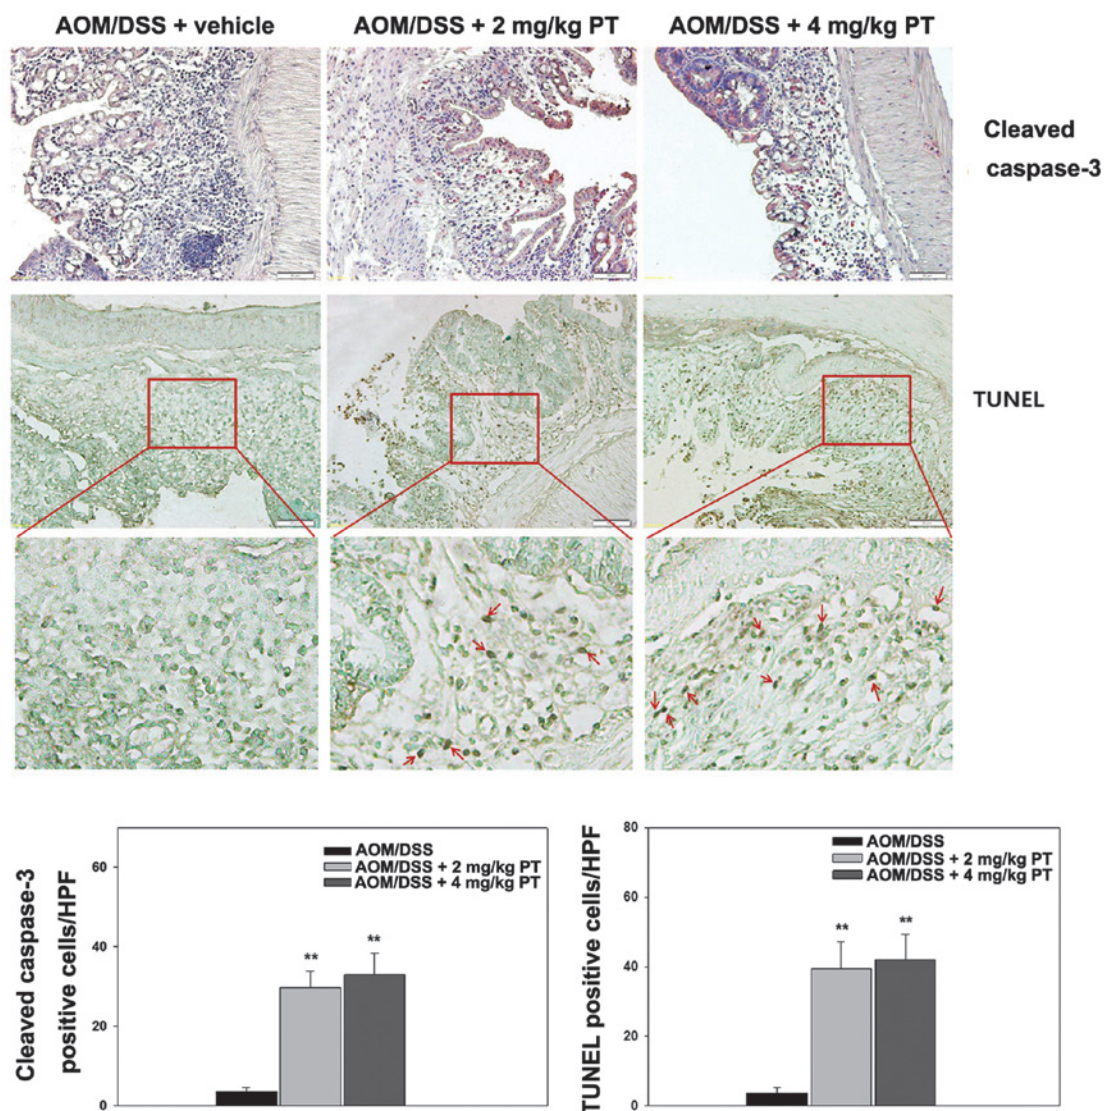 AOM/DSS + vehicle
AOM/DSS + 2 mg/kg PT
AOM/DSS + 4 mg/kg PT
Cleaved
caspase-3
TUNEL
Cleaved caspase-3
positive cells/HPF
60
40
20
0
AOM/DSS
AOM/DSS + 2 mg/kg PT
AOM/DSS + 4 mg/kg PT
**
**
TUNEL positive cells/HPF
80
60
40
20
0
AOM/DSS
AOM/DSS + 2 mg/kg PT
AOM/DSS + 4 mg/kg PT
**
**